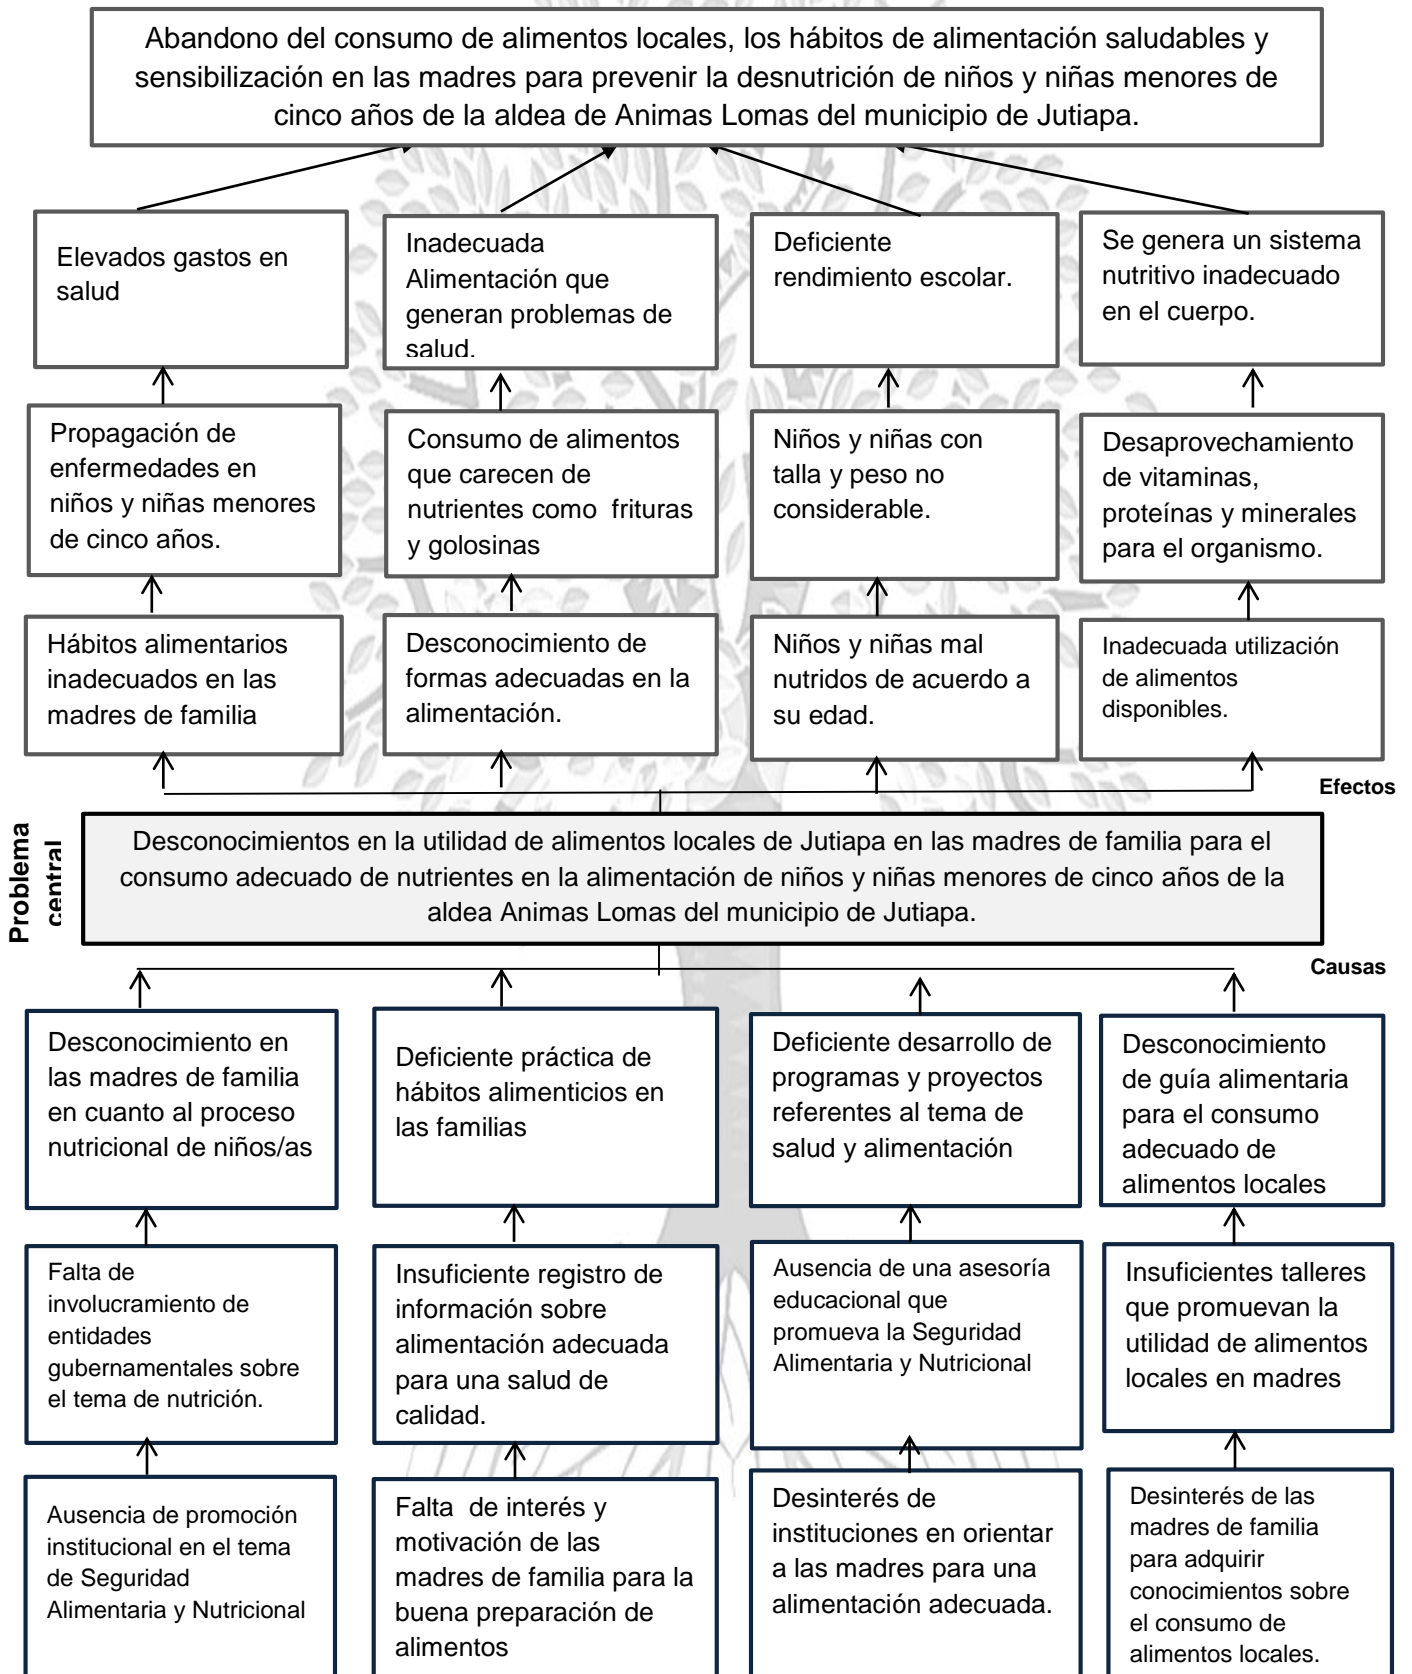 Abandono del consumo de alimentos locales, los hábitos de alimentación saludables y
sensibilización en las madres para prevenir la desnutrición de niños y niñas menores de
cinco años de la aldea de Animas Lomas del municipio de Jutiapa.
Elevados gastos en
salud
Inadecuada
Alimentación que
generan problemas de
salud.
Deficiente
rendimiento escolar.
Se genera un sistema
nutritivo inadecuado
en el cuerpo.
Propagación de
enfermedades en
niños y niñas menores
de cinco años.
Consumo de alimentos
que carecen de
nutrientes como  frituras
y golosinas
Niños y niñas con
talla y peso no
considerable.
Desaprovechamiento
de vitaminas,
proteínas y minerales
para el organismo.
Hábitos alimentarios
inadecuados en las
madres de familia
Desconocimiento de
formas adecuadas en la
alimentación.
Niños y niñas mal
nutridos de acuerdo a
su edad.
Inadecuada utilización
de alimentos
disponibles.
Efectos
Problema
central
Desconocimientos en la utilidad de alimentos locales de Jutiapa en las madres de familia para el
consumo adecuado de nutrientes en la alimentación de niños y niñas menores de cinco años de la
aldea Animas Lomas del municipio de Jutiapa.
Causas
Desconocimiento en
las madres de familia
en cuanto al proceso
nutricional de niños/as
Deficiente práctica de
hábitos alimenticios en
las familias
Deficiente desarrollo de
programas y proyectos
referentes al tema de
salud y alimentación
Desconocimiento
de guía alimentaria
para el consumo
adecuado de
alimentos locales
Falta de
involucramiento de
entidades
gubernamentales sobre
el tema de nutrición.
Insuficiente registro de
información sobre
alimentación adecuada
para una salud de
calidad.
Ausencia de una asesoría
educacional que
promueva la Seguridad
Alimentaria y Nutricional
Insuficientes talleres
que promuevan la
utilidad de alimentos
locales en madres
Ausencia de promoción
institucional en el tema
de Seguridad
Alimentaria y Nutricional
Falta  de interés y
motivación de las
madres de familia para la
buena preparación de
alimentos
Desinterés de
instituciones en orientar
a las madres para una
alimentación adecuada.
Desinterés de las
madres de familia
para adquirir
conocimientos sobre
el consumo de
alimentos locales.